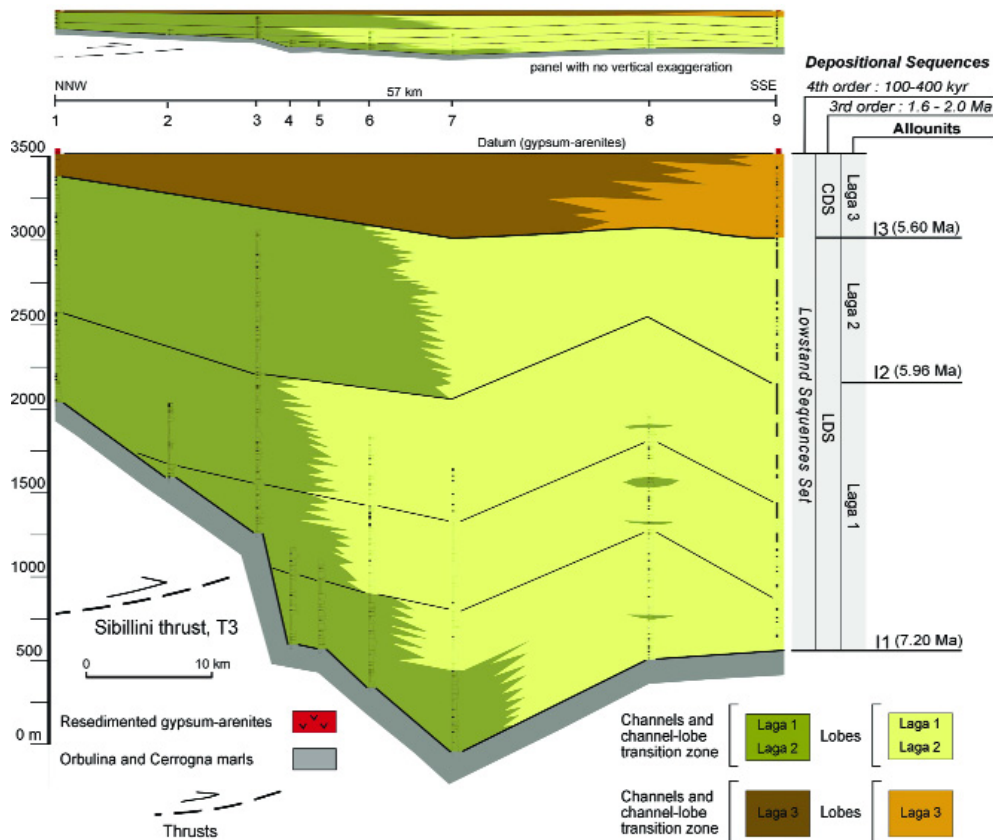 panel with no vertical exaggeration
NNW
57 km
SSE
1 2 3 4 5 6 7 8 9
Datum (gypsum-arenites)
Depositional Sequences
4th order : 100-400 kyr
3rd order : 1.6 - 2.0 Ma
Allounits
3500
3000
2500
2000
1500
1000
500
0 m
Lowstand Sequences Set
CDS
LDS
Laga 3
Laga 2
Laga 1
I3 (5.60 Ma)
I2 (5.96 Ma)
I1 (7.20 Ma)
Sibillini thrust, T3
0 10 km
Resedimented gypsum-arenites
Orbulina and Cerrogna marls
Thrusts
Channels and
channel-lobe
transition zone
Laga 1
Laga 2
Lobes
Laga 1
Laga 2
Channels and
channel-lobe
transition zone
Laga 3
Lobes
Laga 3